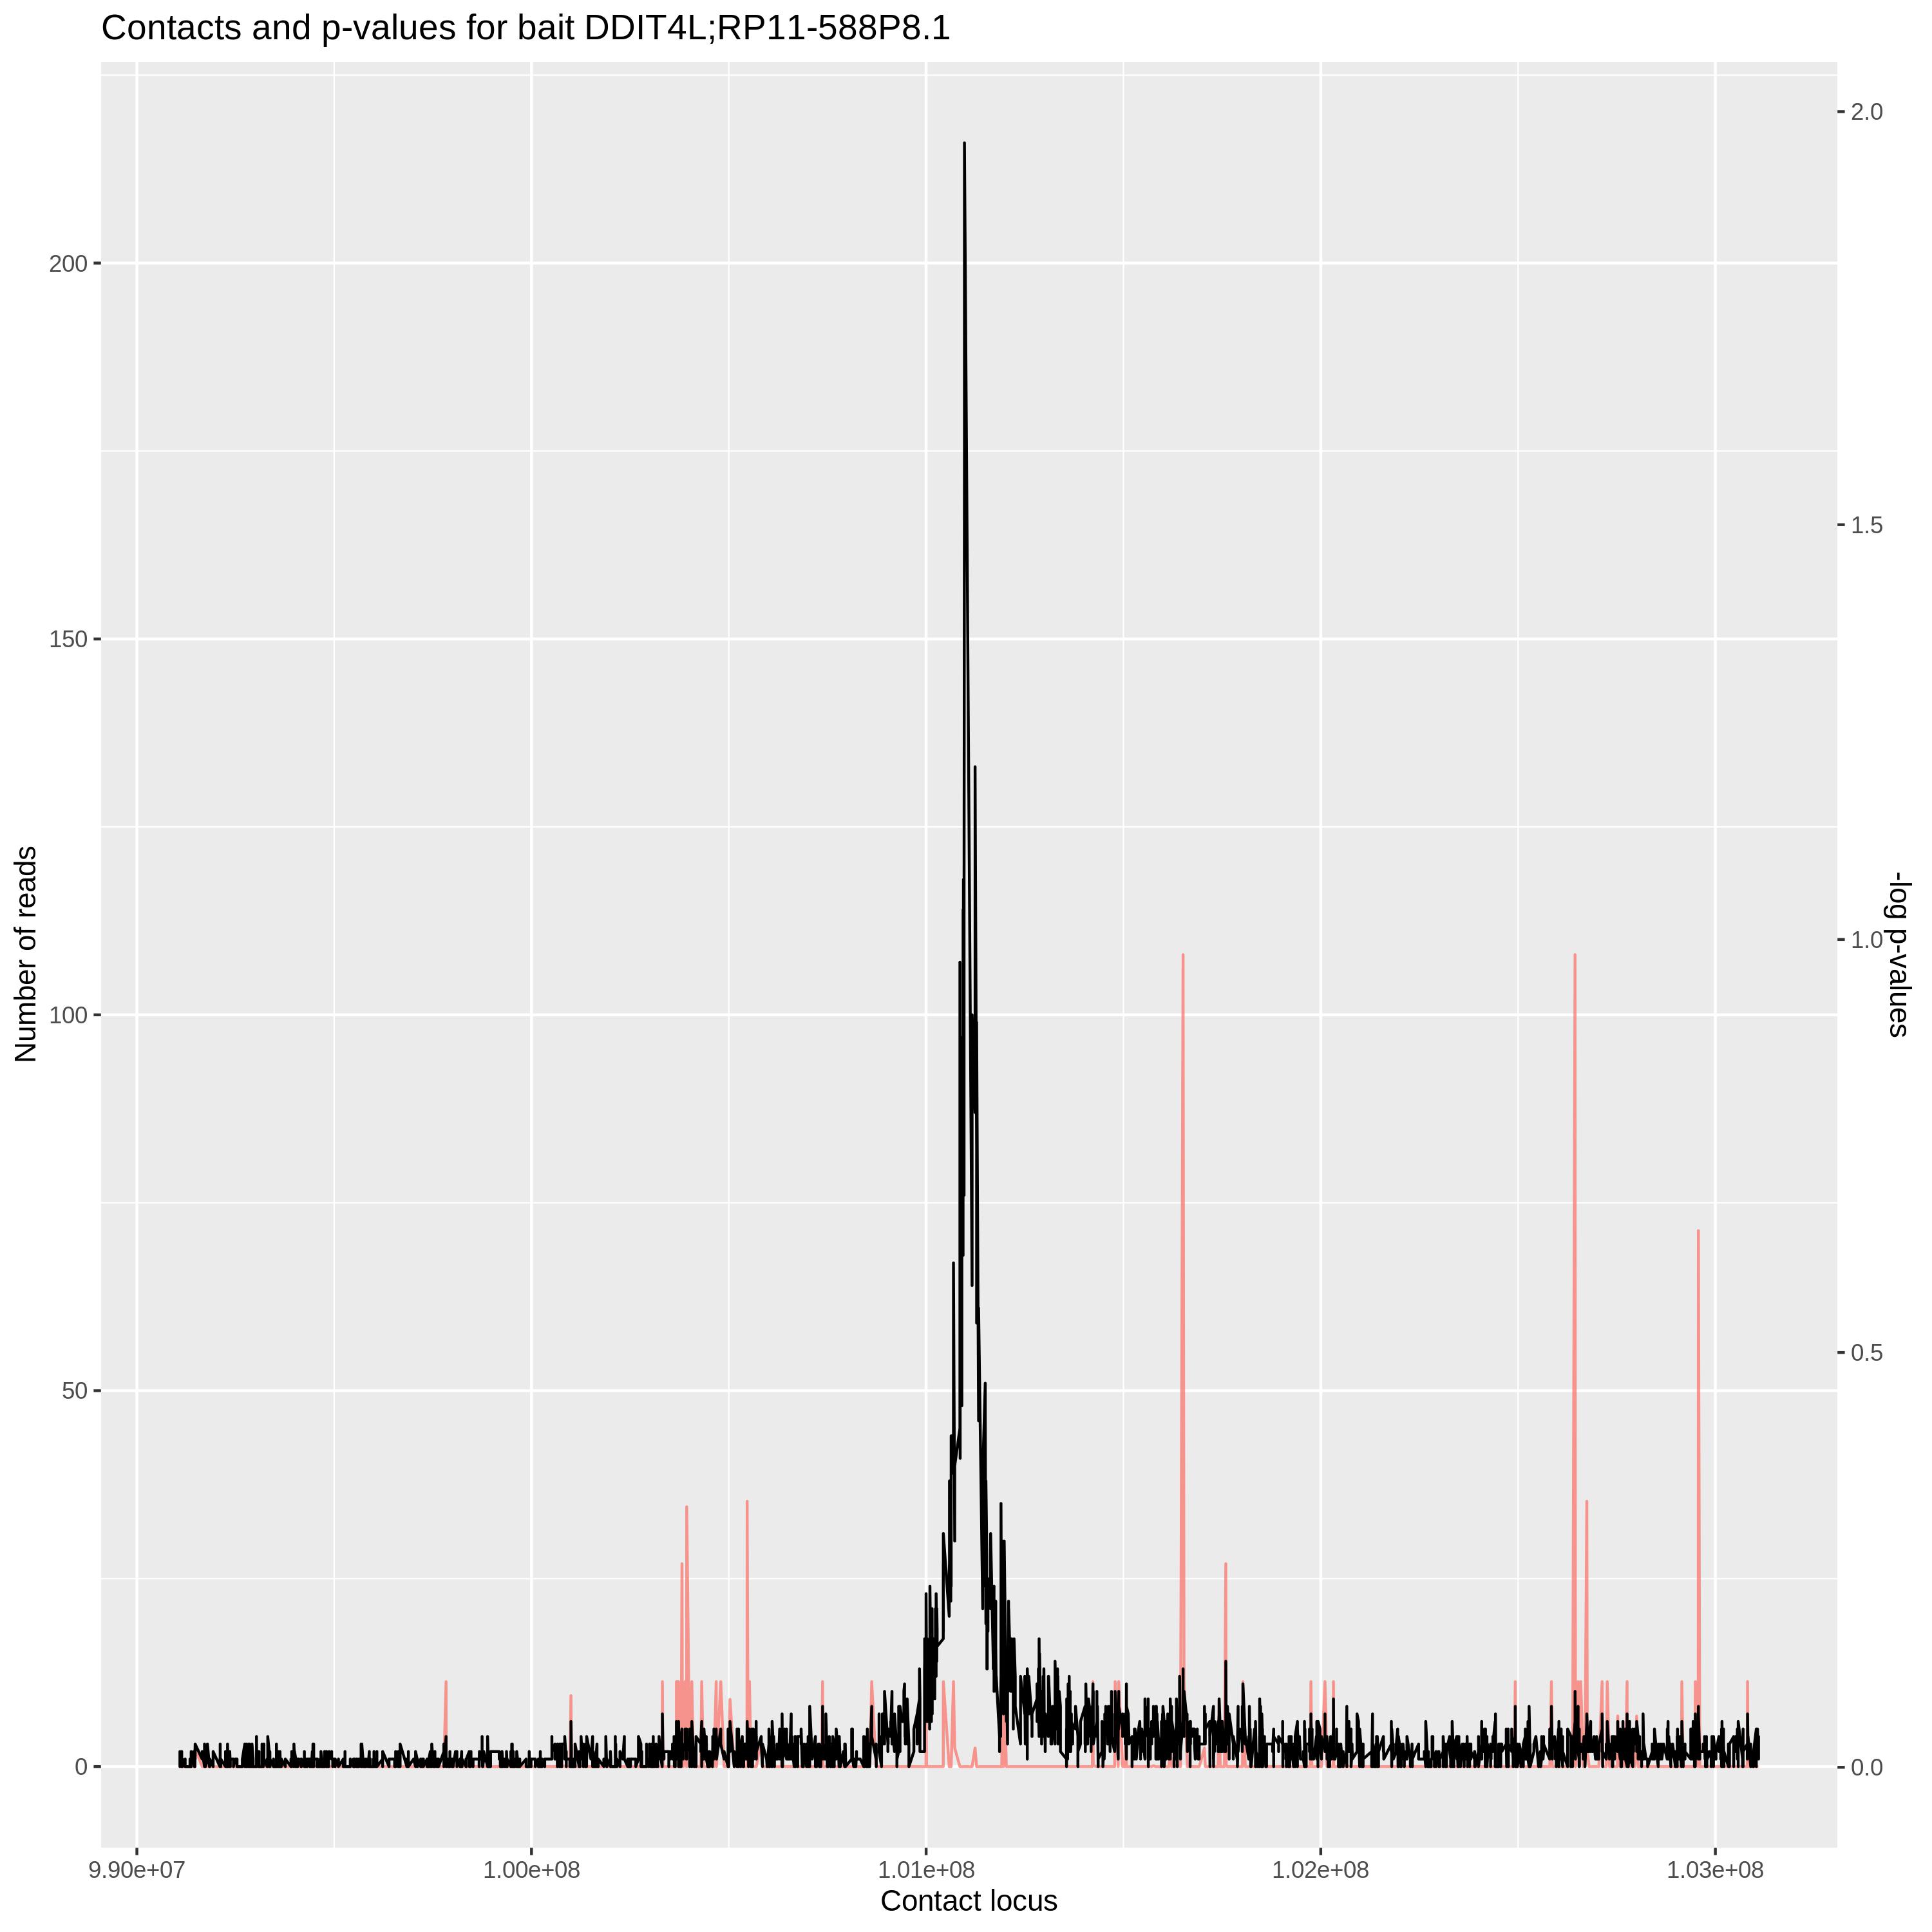 Contacts and p-values for bait DDIT4L;RP11-588P8.1
Number of reads
200
150
100
50
0
2.0
1.5
1.0
0.5
0.0
-log p-values
9.90e+07 1.00e+08 1.01e+08 1.02e+08 1.03e+08
Contact locus